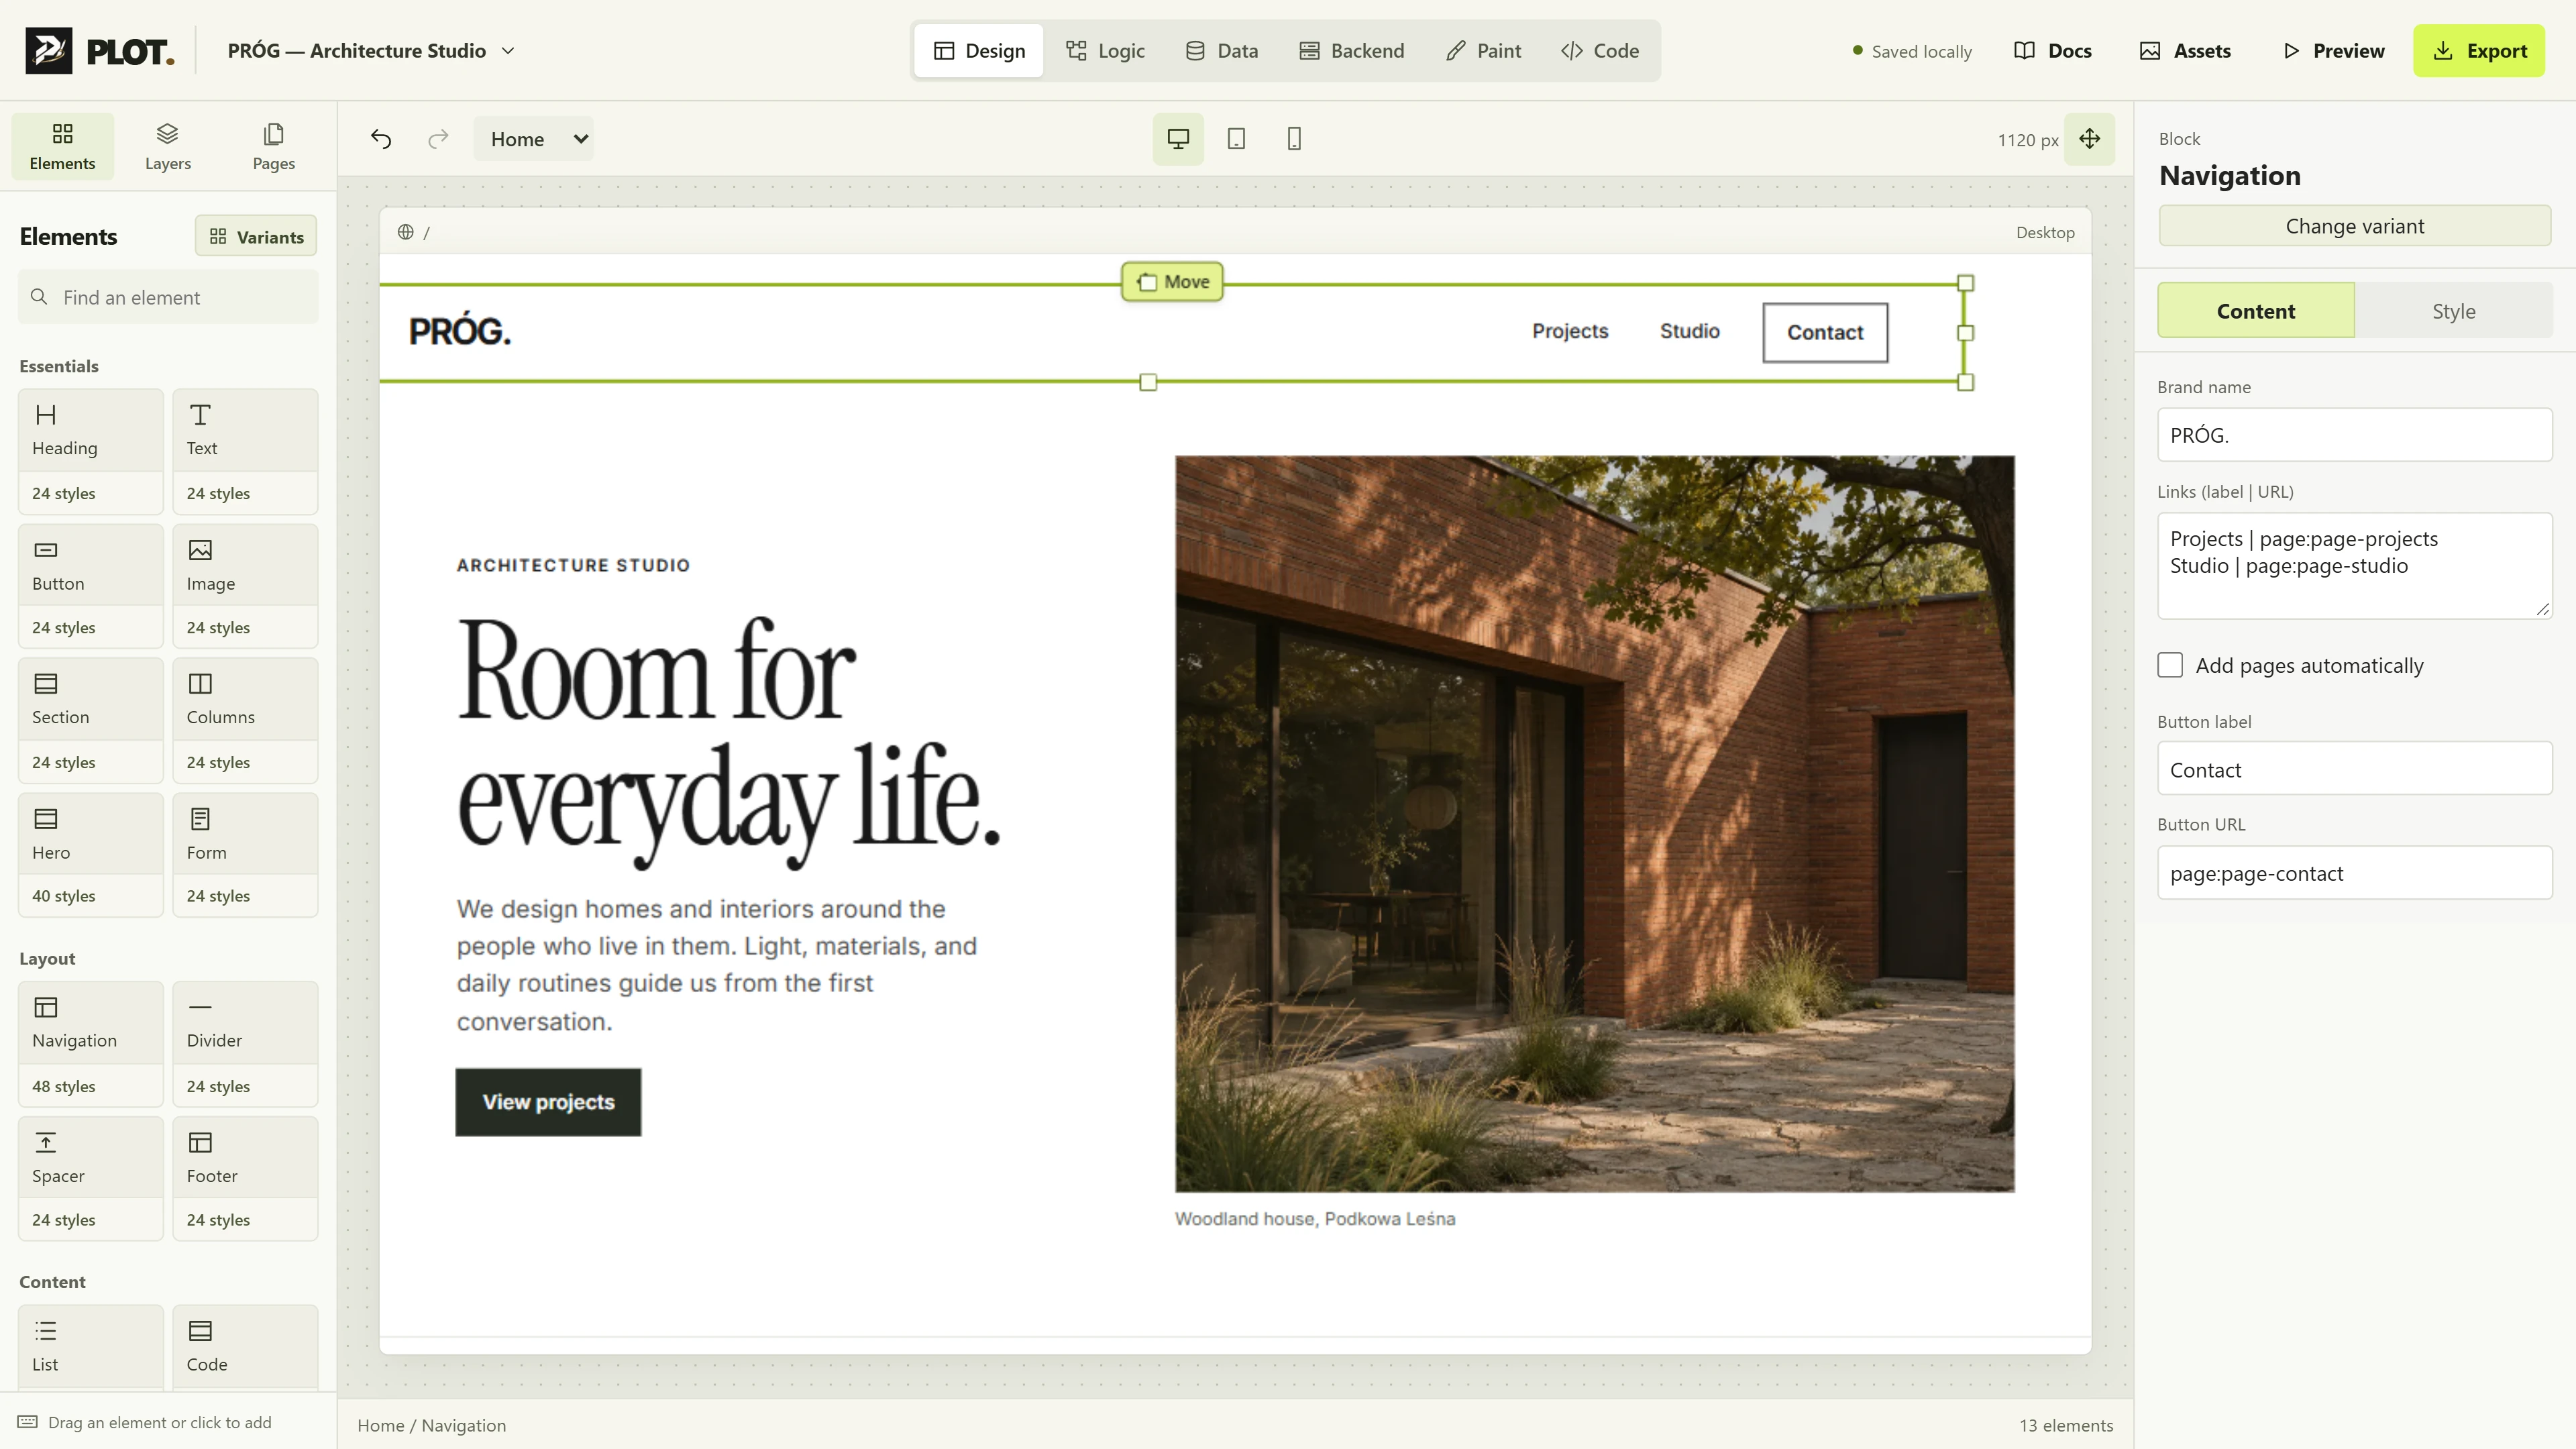 PLOT.
PRÓG — Architecture Studio
Design
Logic
Data
Backend
Paint
Code
Saved locally
Docs
Assets
Preview
Export
Elements
Layers
Pages
Home
1120 px
Elements
Variants
Find an element
Essentials
Heading
24 styles
Text
24 styles
Button
24 styles
Image
24 styles
Section
24 styles
Columns
24 styles
Hero
40 styles
Form
24 styles
Layout
Navigation
48 styles
Divider
24 styles
Spacer
24 styles
Footer
24 styles
Content
List
Code
Drag an element or click to add
/
Desktop
Move
PRÓG.
Projects
Studio
Contact
ARCHITECTURE STUDIO
Room for
everyday life.
We design homes and interiors around the
people who live in them. Light, materials, and
daily routines guide us from the first
conversation.
View projects
Woodland house, Podkowa Leśna
Home / Navigation
13 elements
Block
Navigation
Change variant
Content
Style
Brand name
PRÓG.
Links (label | URL)
Projects | page:page-projects
Studio | page:page-studio
Add pages automatically
Button label
Contact
Button URL
page:page-contact